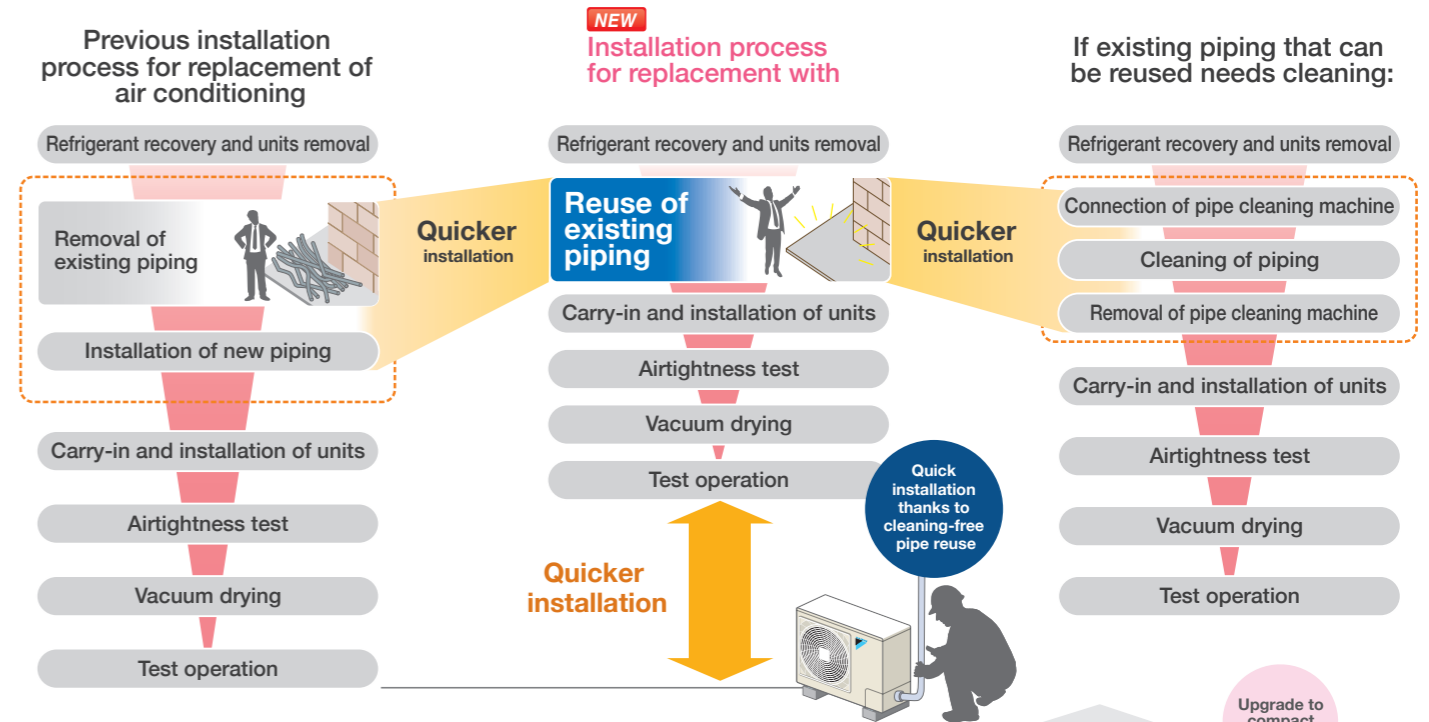 Previous installation
process for replacement of
air conditioning
Refrigerant recovery and units removal
Removal of
existing piping
Installation of new piping
Carry-in and installation of units
Airtightness test
Vacuum drying
Test operation
Quicker
installation
NEW
Installation process
for replacement with
Refrigerant recovery and units removal
Reuse of
existing
piping
Carry-in and installation of units
Airtightness test
Vacuum drying
Test operation
Quicker
installation
Quick
installation
thanks to
cleaning-free
pipe reuse
Quicker
installation
If existing piping that can
be reused needs cleaning:
Refrigerant recovery and units removal
Connection of pipe cleaning machine
Cleaning of piping
Removal of pipe cleaning machine
Carry-in and installation of units
Airtightness test
Vacuum drying
Test operation
Upgrade to
compact